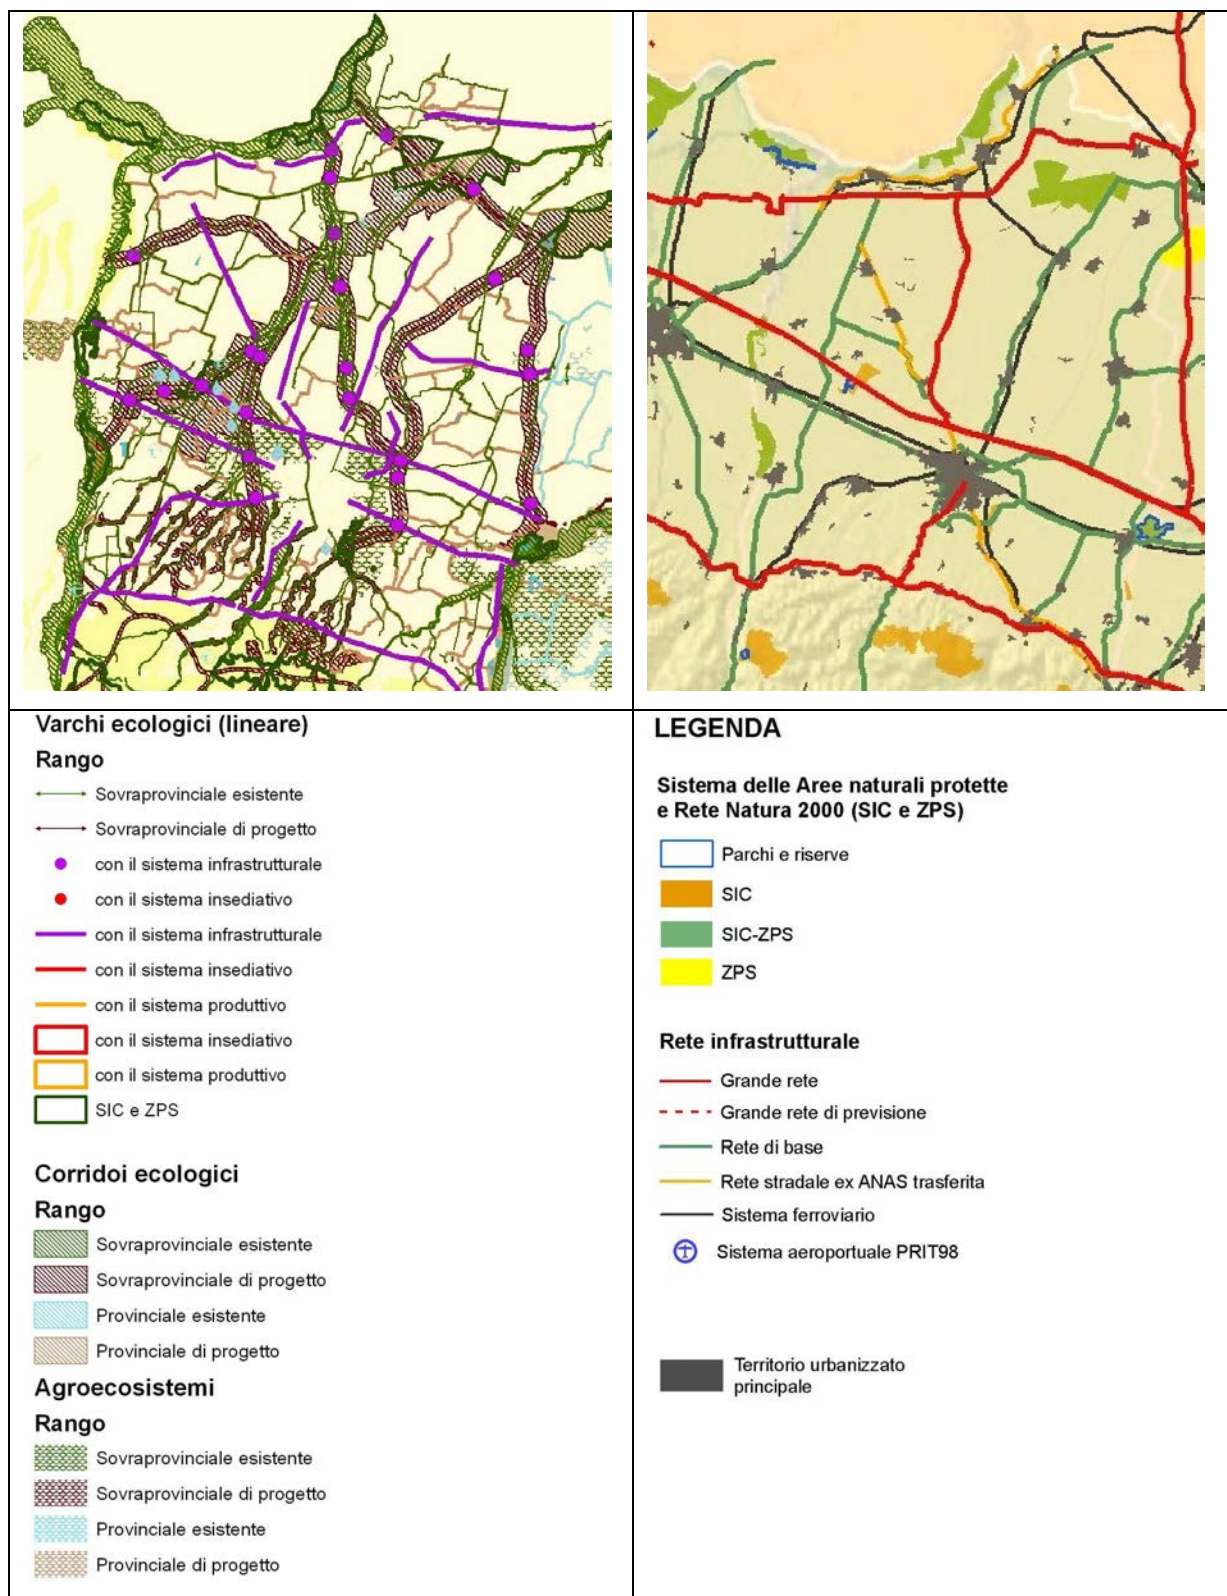 Varchi ecologici (lineare)
Rango
Sovraprovinciale esistente
Sovraprovinciale di progetto
con il sistema infrastrutturale
con il sistema insediativo
con il sistema infrastrutturale
con il sistema insediativo
con il sistema produttivo
con il sistema insediativo
con il sistema produttivo
SIC e ZPS
Corridoi ecologici
Rango
Sovraprovinciale esistente
Sovraprovinciale di progetto
Provinciale esistente
Provinciale di progetto
Agroecosistemi
Rango
Sovraprovinciale esistente
Sovraprovinciale di progetto
Provinciale esistente
Provinciale di progetto
LEGENDA
Sistema delle Aree naturali protette
e Rete Natura 2000 (SIC e ZPS)
Parchi e riserve
SIC
SIC-ZPS
ZPS
Rete infrastrutturale
Grande rete
Grande rete di previsione
Rete di base
Rete stradale ex ANAS trasferita
Sistema ferroviario
Sistema aeroportuale PRIT98
Territorio urbanizzato
principale